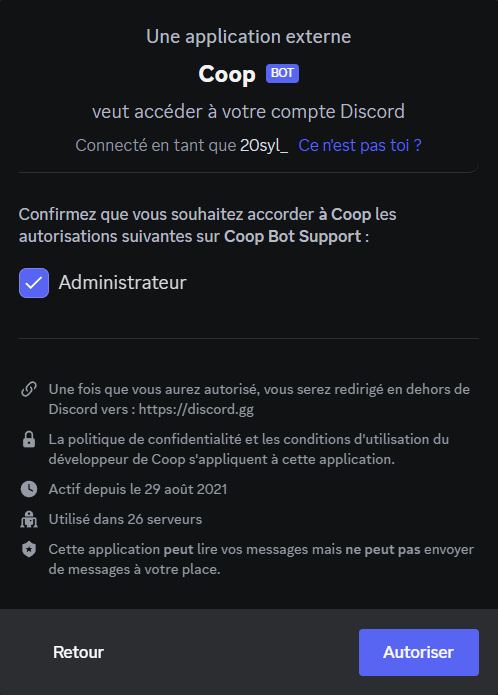 Une application externe
Coop BOT
veut accéder à votre compte Discord
Connecté en tant que 20syl_ Ce n'est pas toi ?
Confirmez que vous souhaitez accorder à Coop les
autorisations suivantes sur Coop Bot Support :
Administrateur
Une fois que vous aurez autorisé, vous serez redirigé en dehors de
Discord vers : https://discord.gg
La politique de confidentialité et les conditions d'utilisation du
développeur de Coop s'appliquent à cette application.
Actif depuis le 29 août 2021
Utilisé dans 26 serveurs
Cette application peut lire vos messages mais ne peut pas envoyer
de messages à votre place.
Retour
Autoriser